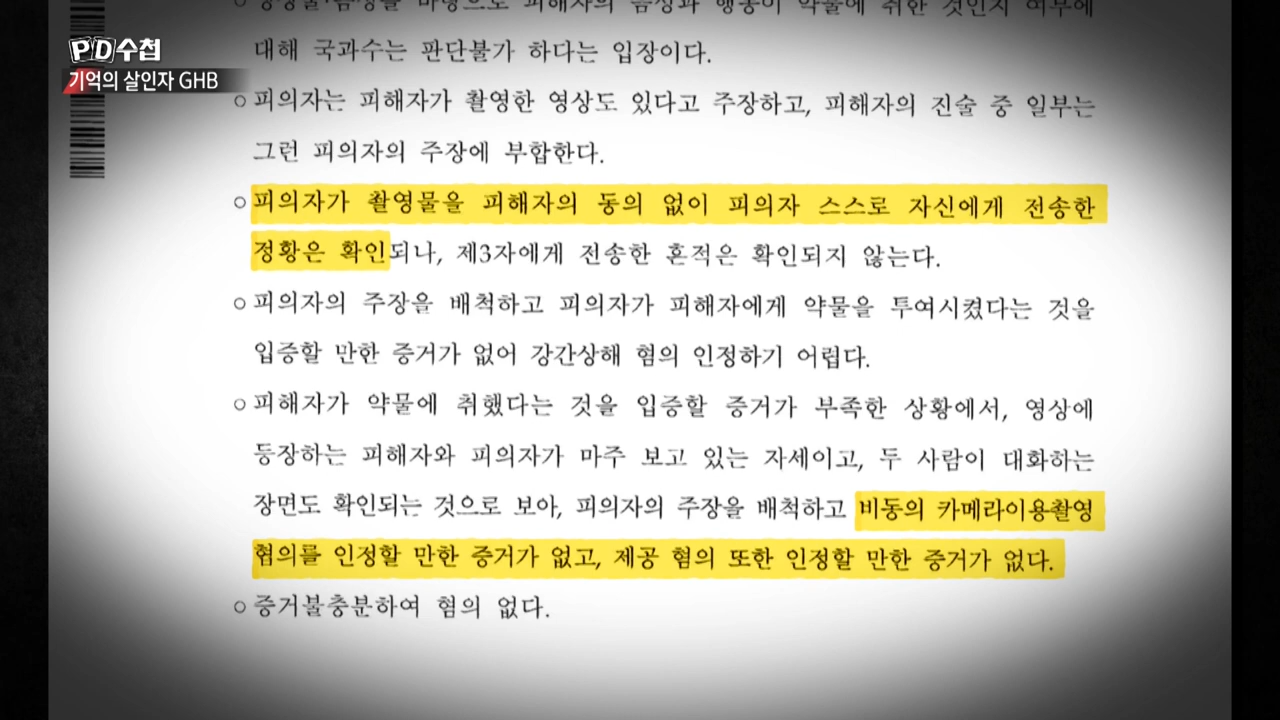 PD수첩
기억의 살인자 GHB
대해 국과수는 판단불가 하다는 입장이다.
○ 피의자는 피해자가 촬영한 영상도 있다고 주장하고, 피해자의 진술 중 일부는
그런 피의자의 주장에 부합한다.
○ 피의자가 촬영물을 피해자의 동의 없이 피의자 스스로 자신에게 전송한
정황은 확인되나, 제3자에게 전송한 흔적은 확인되지 않는다.
○ 피의자의 주장을 배척하고 피의자가 피해자에게 약물을 투여시켰다는 것을
입증할 만한 증거가 없어 강간상해 혐의 인정하기 어렵다.
○ 피해자가 약물에 취했다는 것을 입증할 증거가 부족한 상황에서, 영상에
등장하는 피해자와 피의자가 마주 보고 있는 자세이고, 두 사람이 대화하는
장면도 확인되는 것으로 보아, 피의자의 주장을 배척하고 비동의 카메라이용촬영
혐의를 인정할 만한 증거가 없고, 제공 혐의 또한 인정할 만한 증거가 없다.
○ 증거불충분하여 혐의 없다.